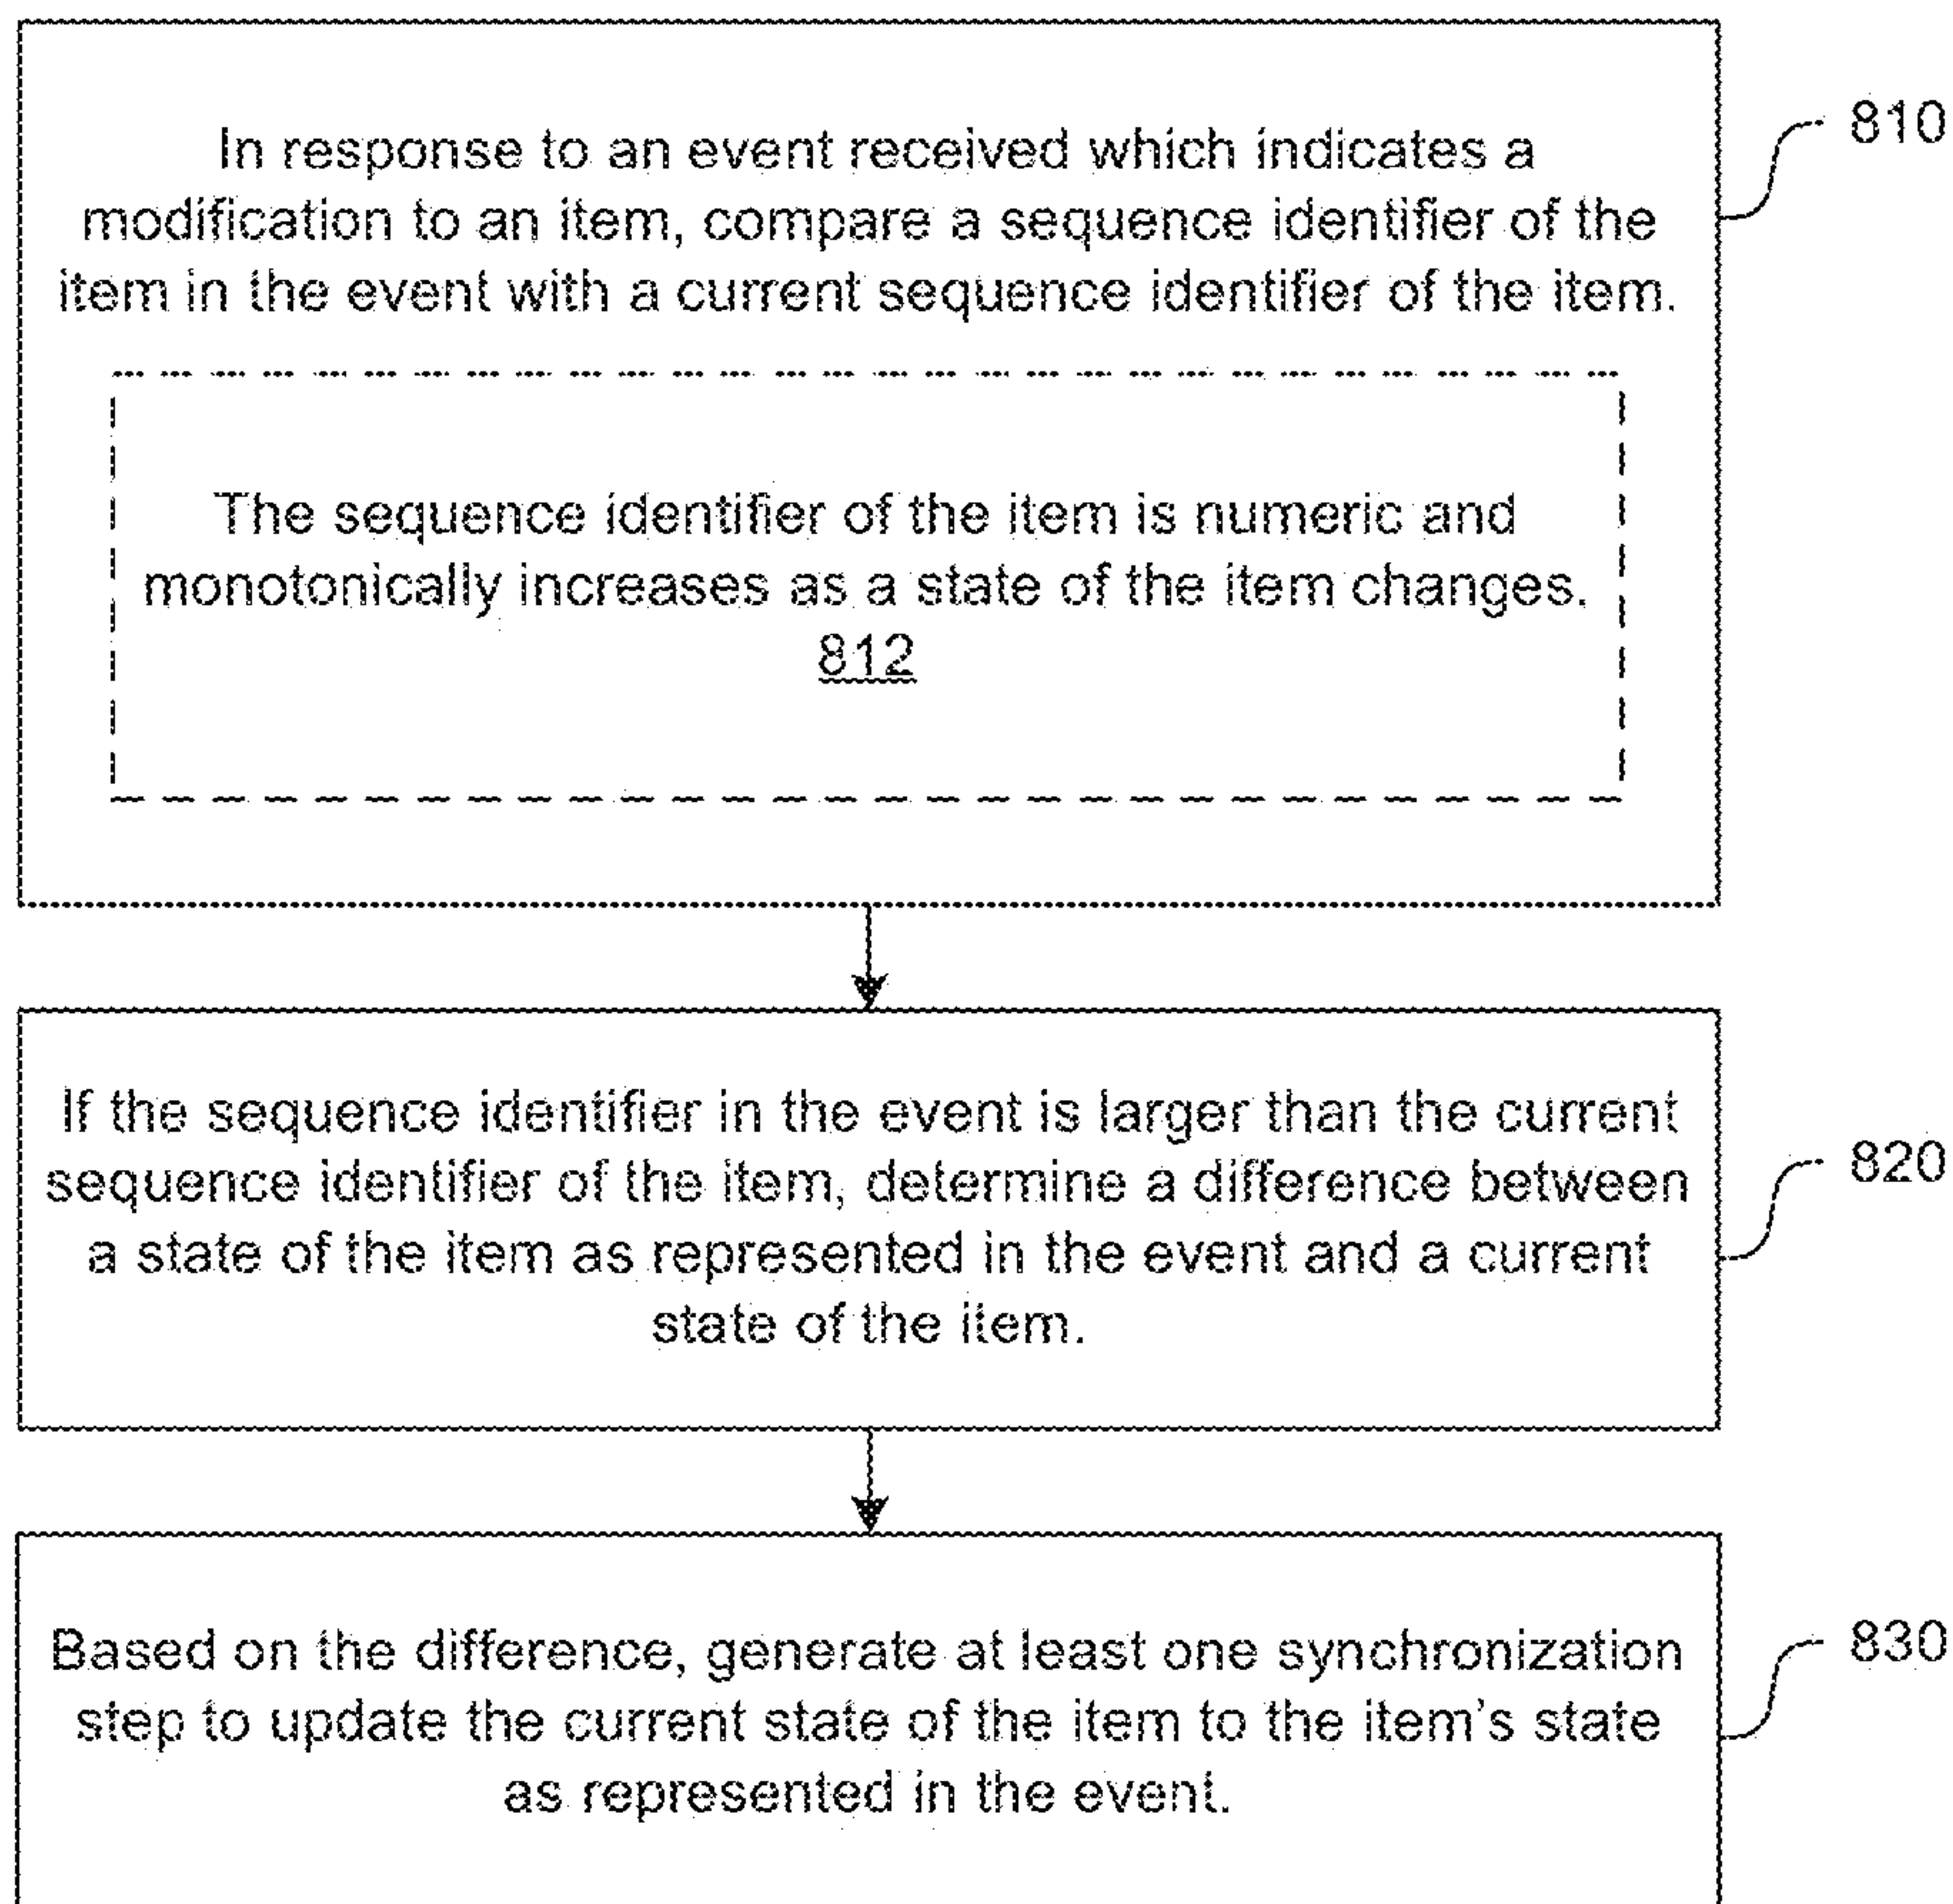 In response to an event received which indicates a
modification to an item, compare a sequence identifier of the
item in the event with a current sequence identifier of the item.
810
The sequence identifier of the item is numeric and
monotonically increases as a state of the item changes.
812
If the sequence identifier in the event is larger than the current
sequence identifier of the item, determine a difference between
a state of the item as represented in the event and a current
state of the item.
820
Based on the difference, generate at least one synchronization
step to update the current state of the item to the item's state
as represented in the event.
830